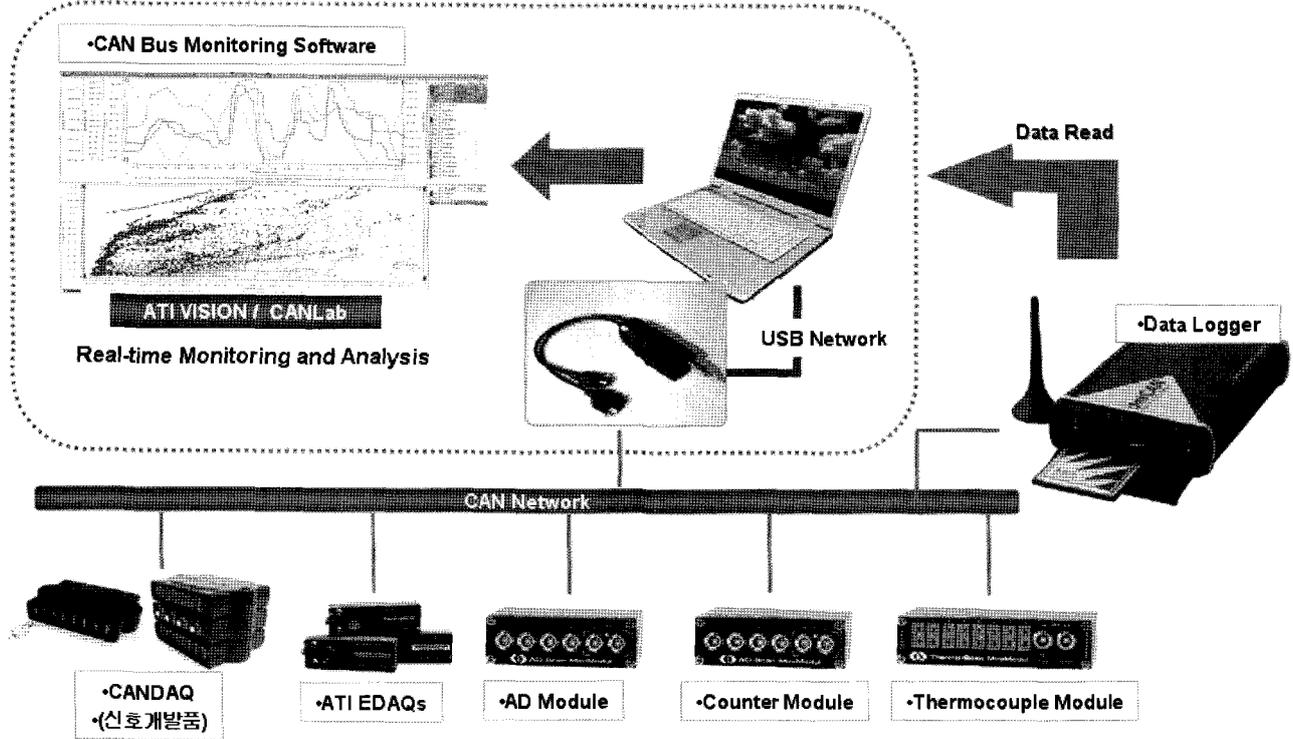 •CAN Bus Monitoring Software
Data Read
ATI VISION / CANLab
Real-time Monitoring and Analysis
USB Network
•Data Logger
CAN Network
•CANDAQ
•(신호개발품)
•ATI EDAQs
•AD Module
•Counter Module
•Thermocouple Module